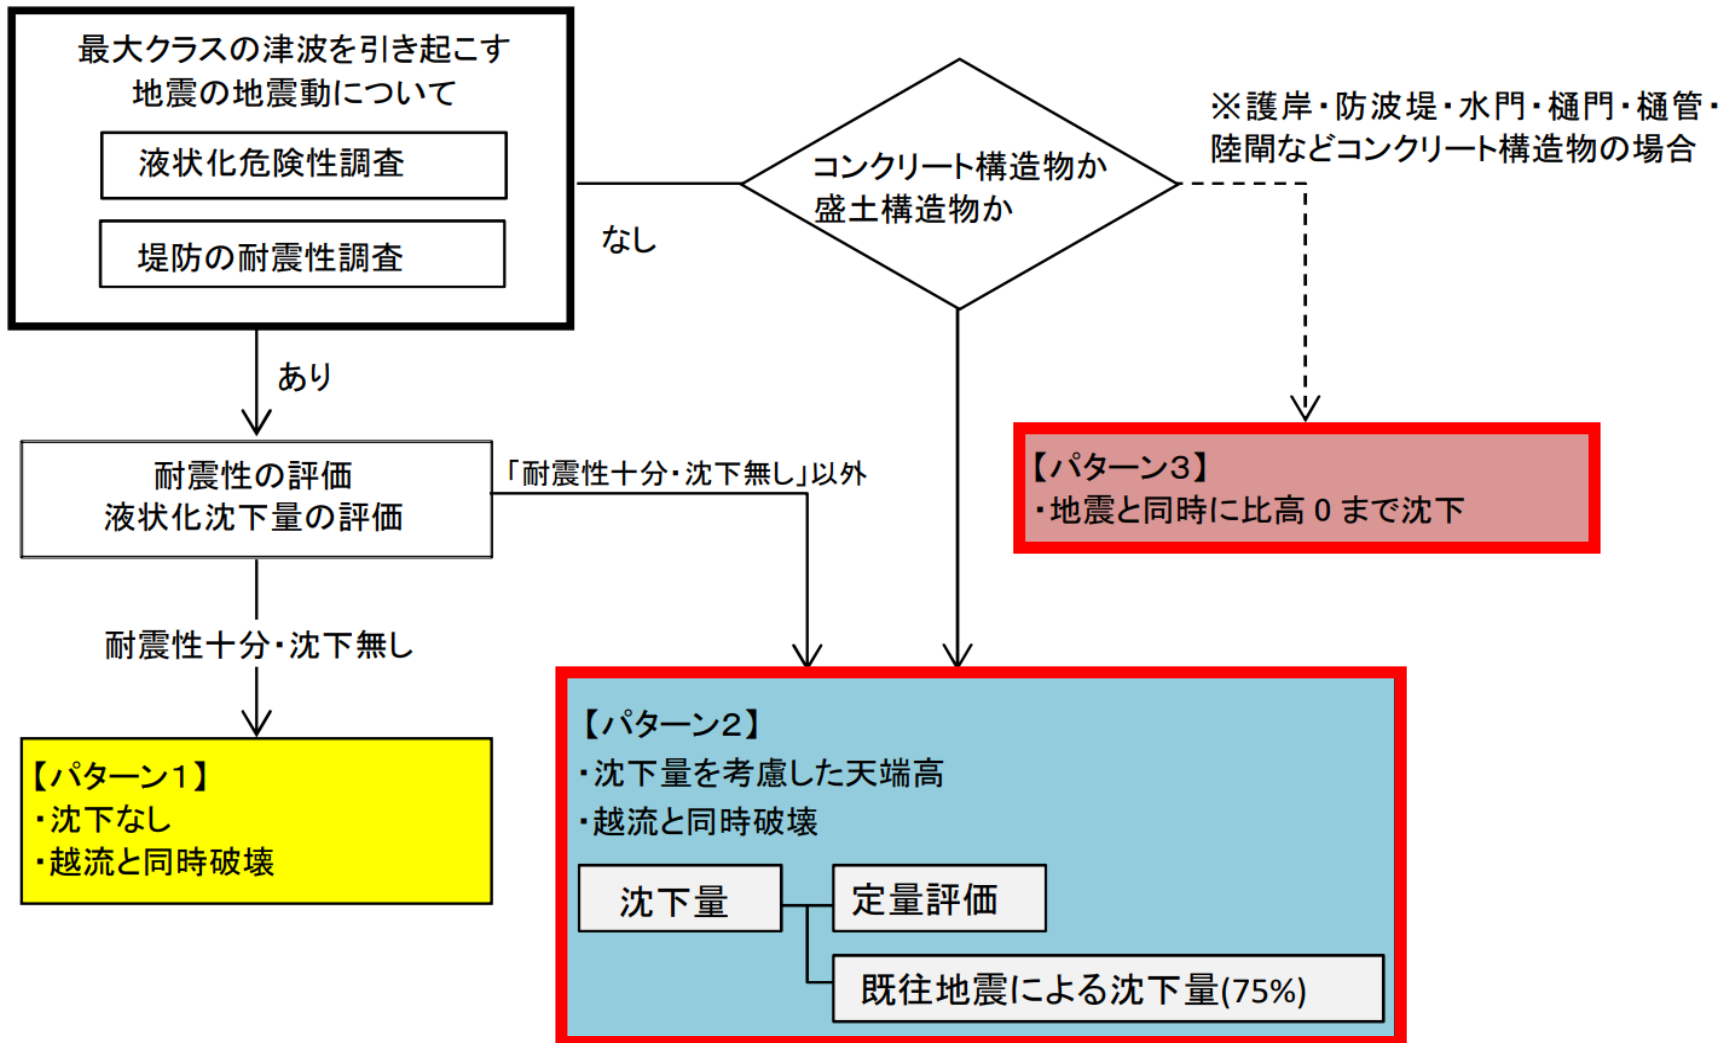 最大クラスの津波を引き起こす
地震の地震動について
液状化危険性調査
堤防の耐震性調査
なし
コンクリート構造物か
盛土構造物か
※護岸・防波堤・水門・樋門・樋管・
陸閘などコンクリート構造物の場合
あり
耐震性の評価
液状化沈下量の評価
「耐震性十分・沈下無し」以外
【パターン3】
・地震と同時に比高 0 まで沈下
耐震性十分・沈下無し
【パターン1】
・沈下なし
・越流と同時破壊
【パターン2】
・沈下量を考慮した天端高
・越流と同時破壊
沈下量
定量評価
既往地震による沈下量(75%)